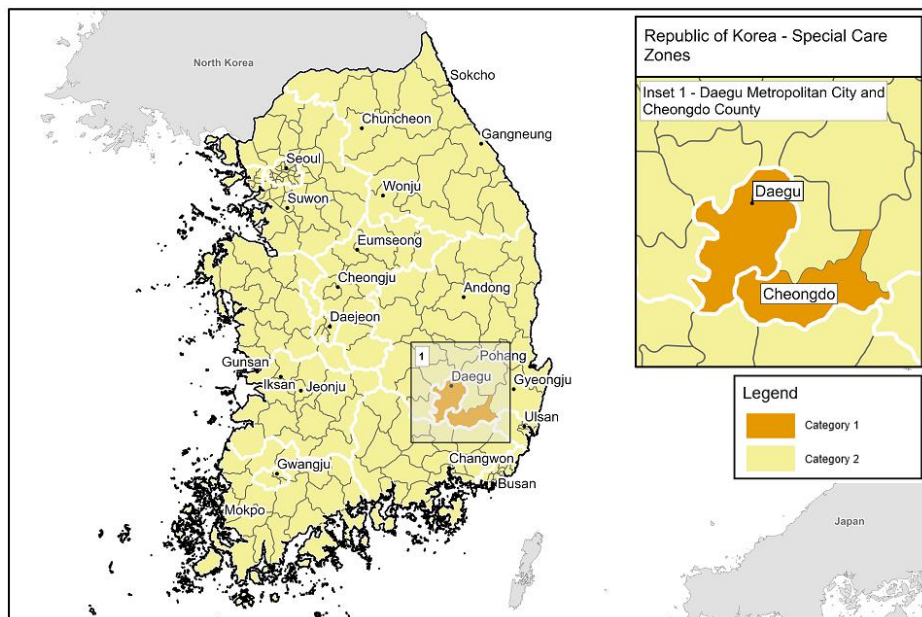 North Korea
Sokcho
Chuncheon
Gangneung
Seoul
Wonju
Suwon
Eumseong
Cheongju
Andong
Daejeon
1
Pohang
Gunsan
Daegu
Iksan
Jeonju
Gyeongju
Ulsan
Changwon
Gwangju
Busan
Mokpo
Republic of Korea - Special Care
Zones
Inset 1 - Daegu Metropolitan City and
Cheongdo County
Daegu
Cheongdo
Legend
Category 1
Category 2
Japan